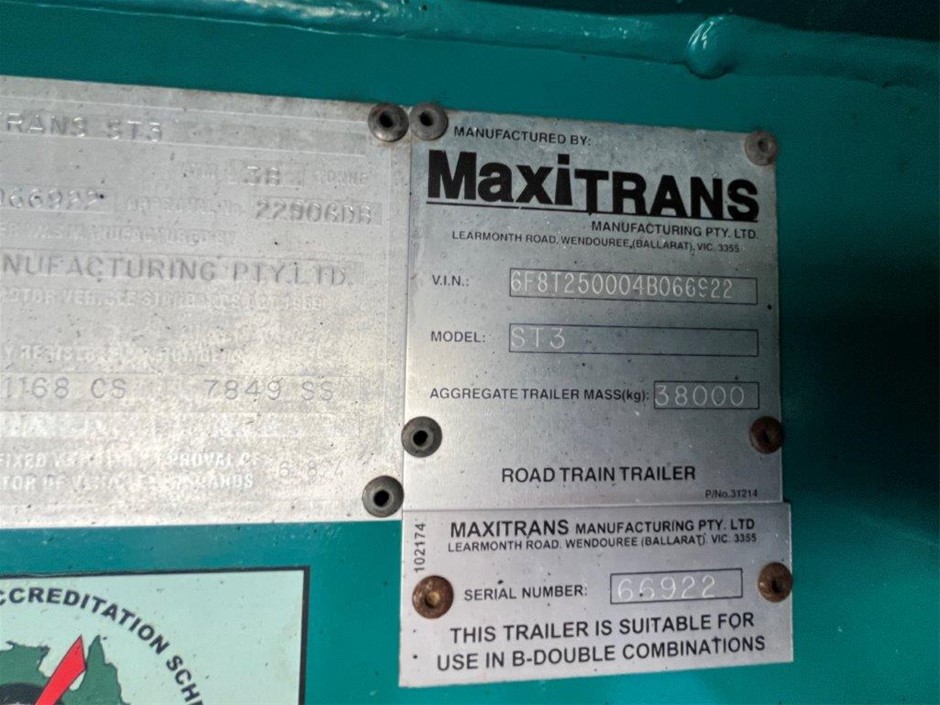 RANS ST3
38
066922 22906DB
NUFACTURING PTY.LTD.
1168 CS 7849 SS
MANUFACTURED BY:
MaxiTRANS
MANUFACTURING PTY. LTD.
LEARMONTH ROAD, WENDOUREE,(BALLARAT), VIC. 3355
V.I.N.: 6F8T250004B066922
MODEL: ST3
AGGREGATE TRAILER MASS(kg): 38000
ROAD TRAIN TRAILER
P/No.31214
102174
MAXITRANS MANUFACTURING PTY. LTD
LEARMONTH ROAD, WENDOUREE (BALLARAT) VIC. 3355
SERIAL NUMBER: 66922
THIS TRAILER IS SUITABLE FOR
USE IN B-DOUBLE COMBINATIONS
CCREDITATION SCH